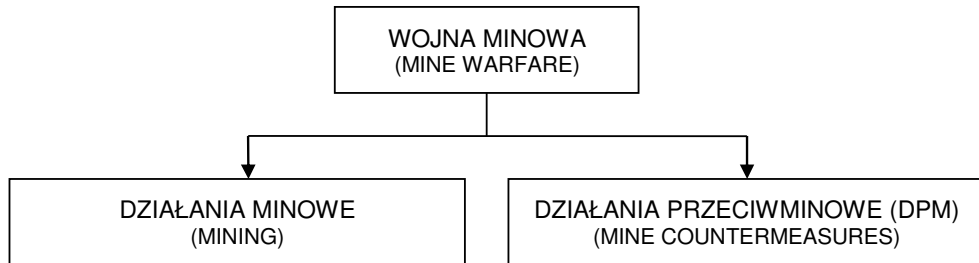 WOJNA MINOWA
(MINE WARFARE)
DZIAŁANIA MINOWE
(MINING)
DZIAŁANIA PRZECIWMINOWE (DPM)
(MINE COUNTERMEASURES)